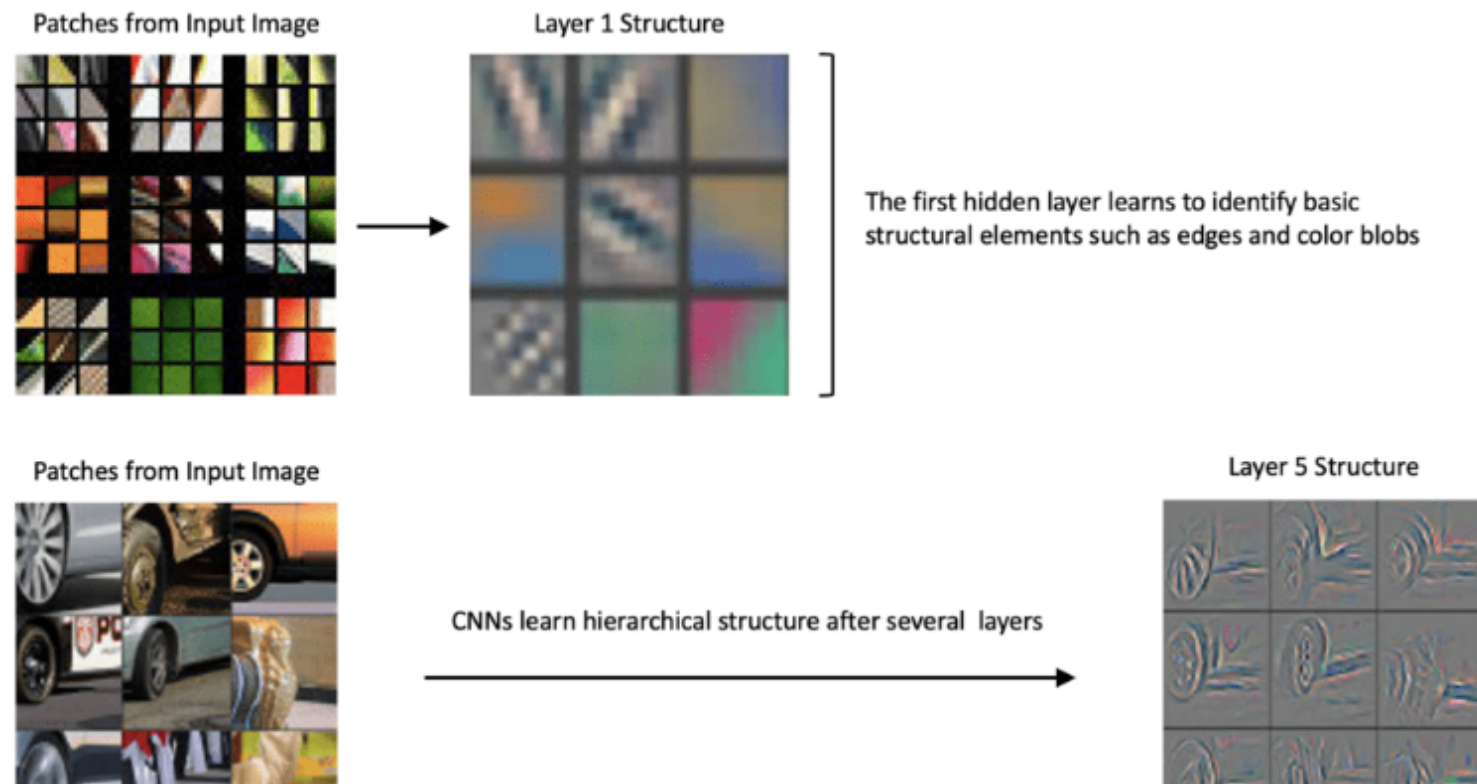 Patches from Input Image
Layer 1 Structure
The first hidden layer learns to identify basic
structural elements such as edges and color blobs
Patches from Input Image
Layer 5 Structure
PO
CNNs learn hierarchical structure after several layers